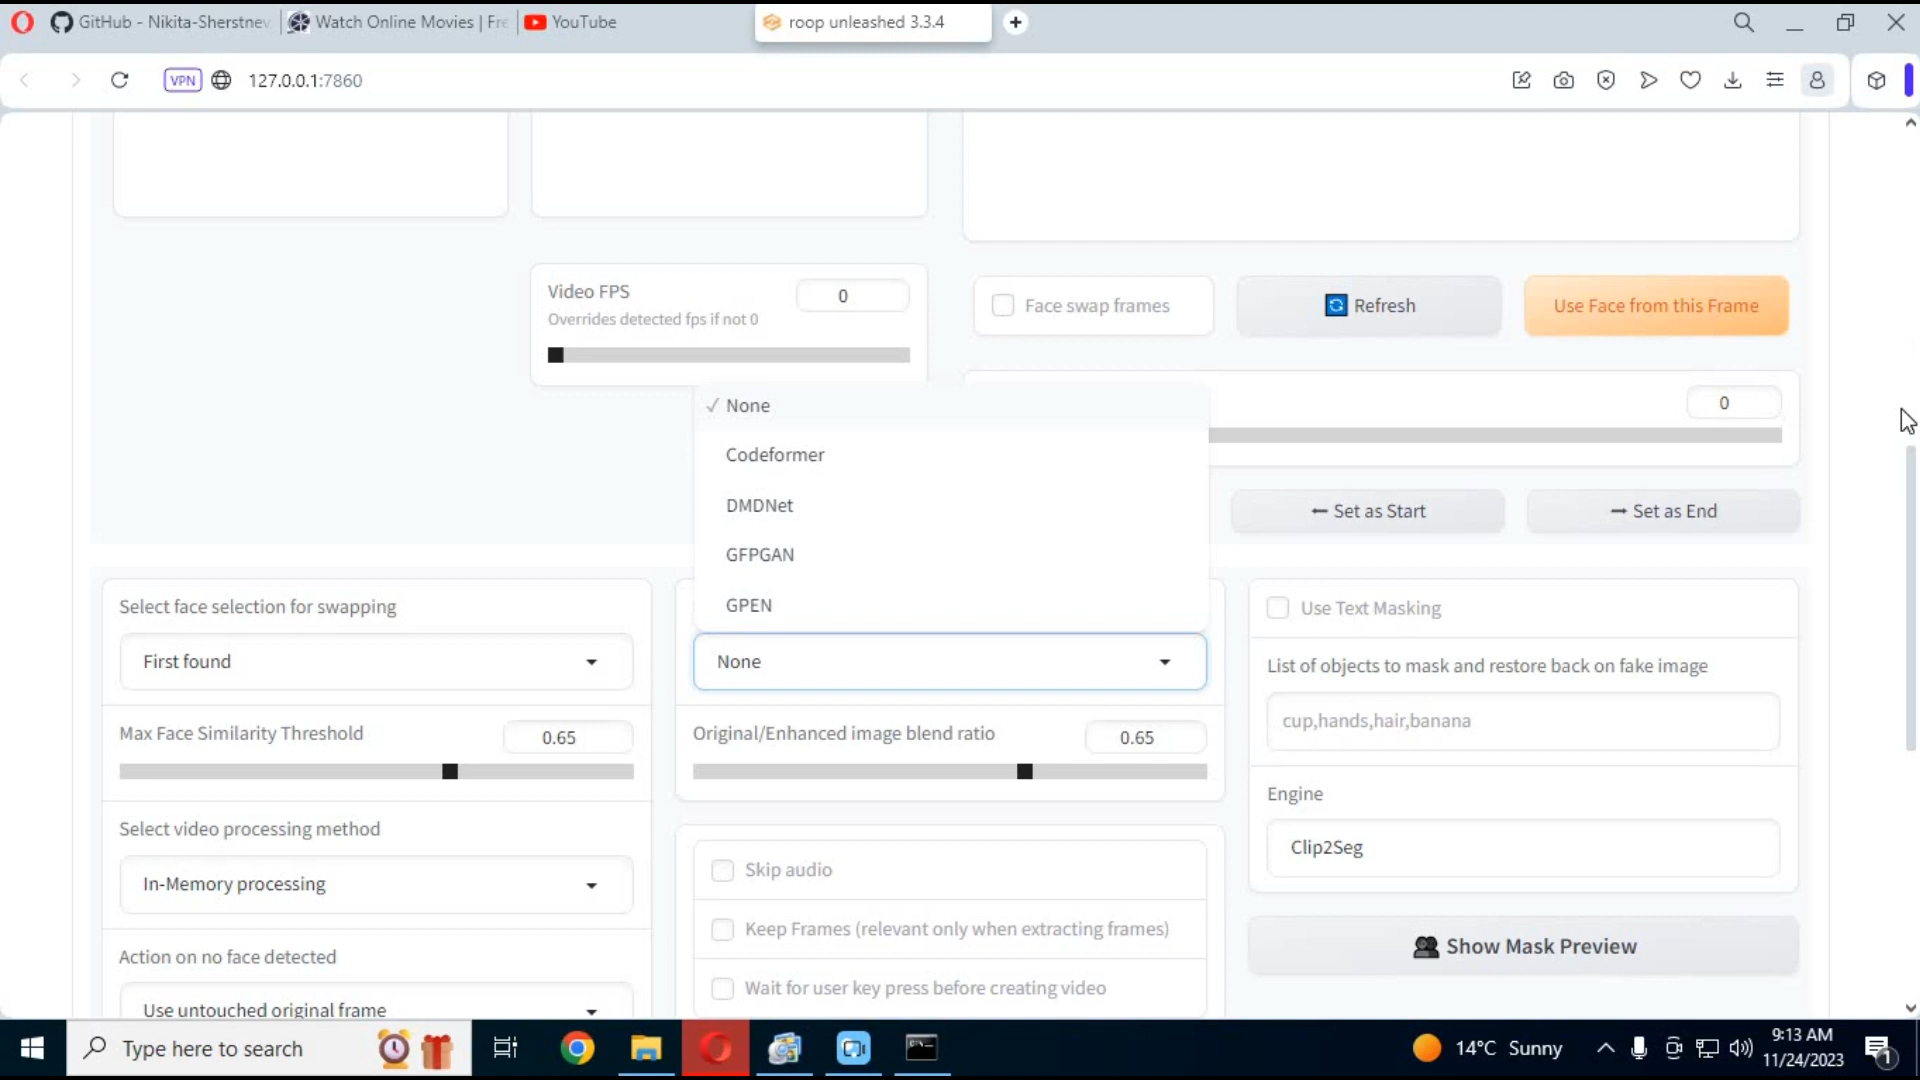 GitHub - Nikita-Sherstnev
Watch Online Movies | Fre
YouTube
roop unleashed 3.3.4
VPN
127.0.0.1:7860
Video FPS
0
Overrides detected fps if not 0
Face swap frames
Refresh
Use Face from this Frame
0
None
Codeformer
DMDNet
GFPGAN
GPEN
Set as Start
Set as End
Select face selection for swapping
First found
None
Use Text Masking
List of objects to mask and restore back on fake image
cup,hands,hair,banana
Max Face Similarity Threshold
0.65
Original/Enhanced image blend ratio
0.65
Engine
Clip2Seg
Select video processing method
In-Memory processing
Skip audio
Keep Frames (relevant only when extracting frames)
Wait for user key press before creating video
Show Mask Preview
Action on no face detected
Use untouched original frame
Type here to search
14°C Sunny
9:13 AM
11/24/2023
1